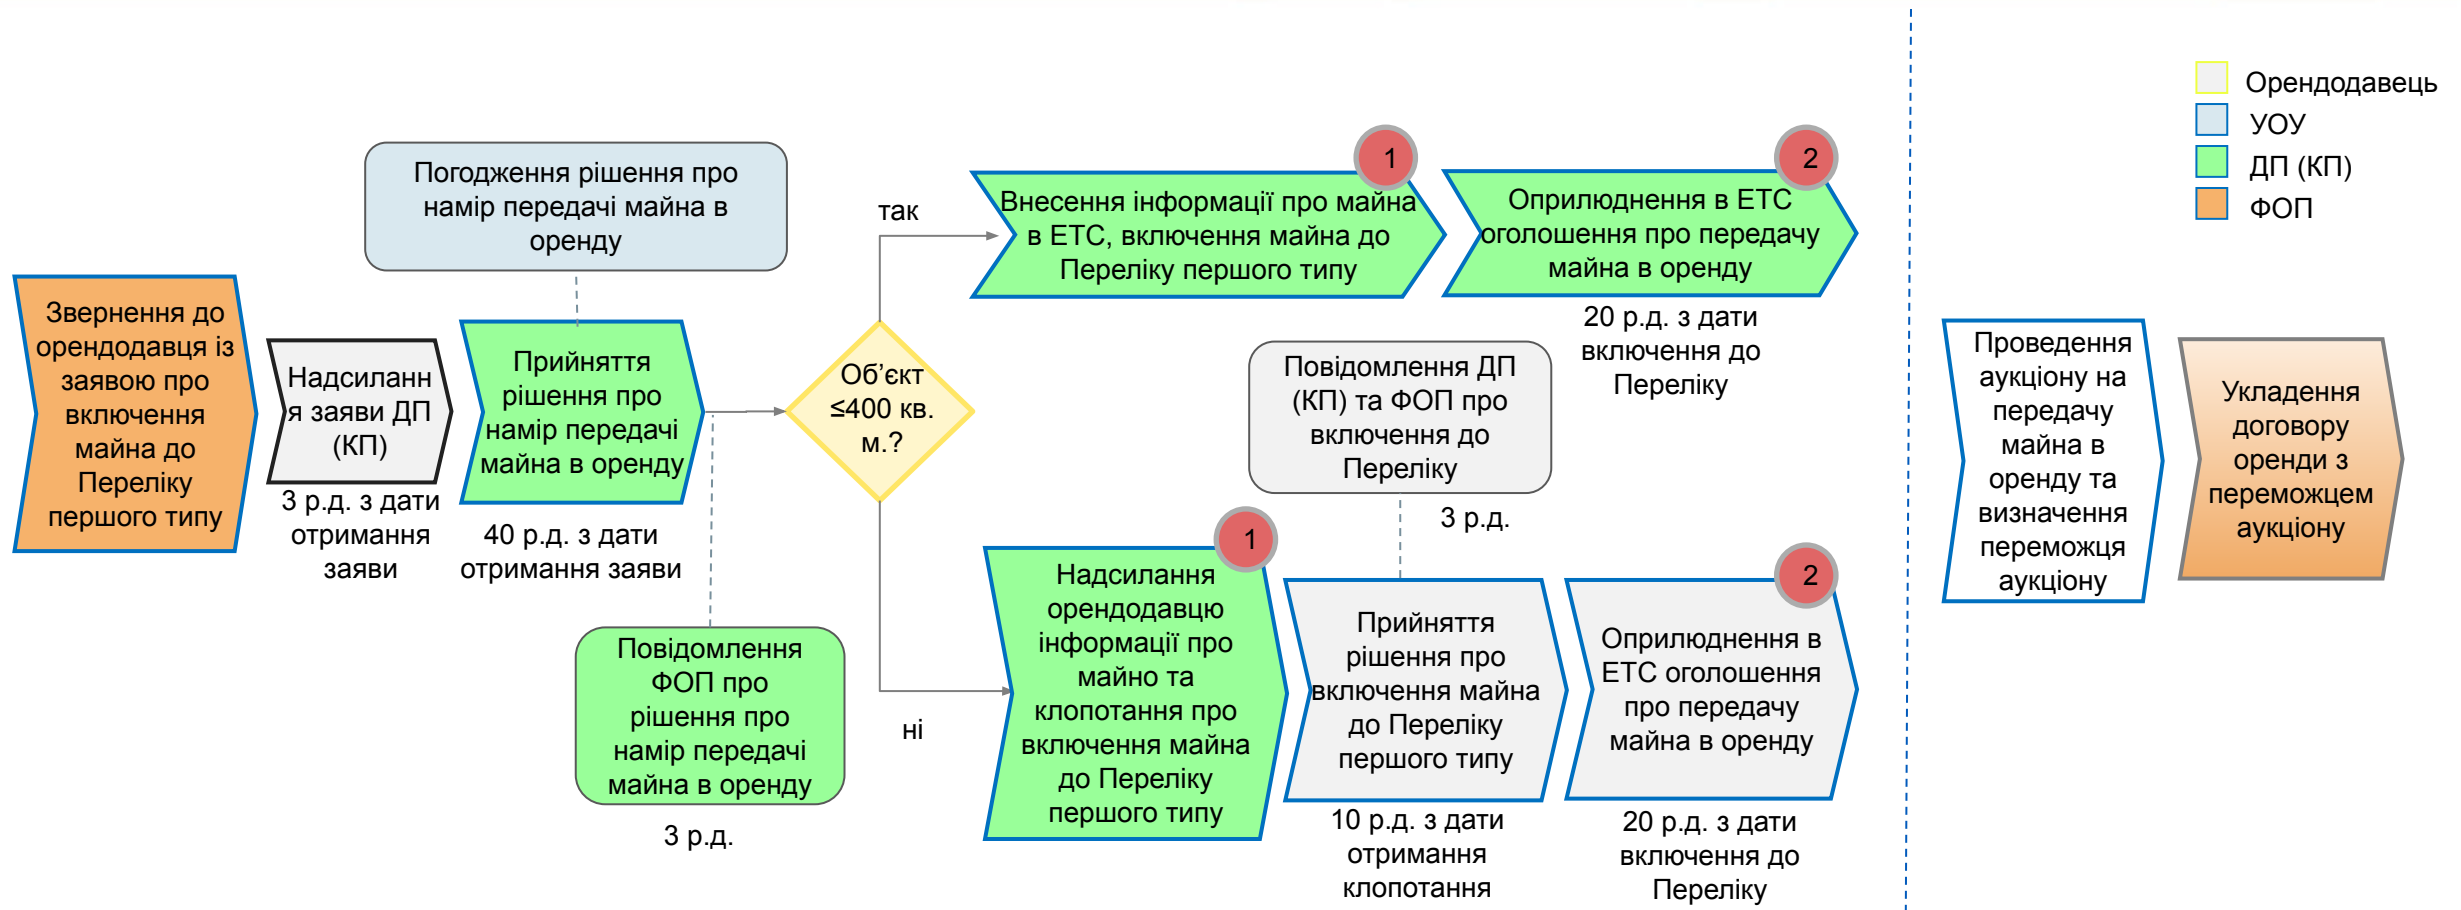 Звернення до
орендодавця із
заявою про
включення
майна до
Переліку
першого типу
Надсиланн
я заяви ДП
(КП)
3 р.д. з дати
отримання
заяви
Погодження рішення про
намір передачі майна в
оренду
Прийняття
рішення про
намір передачі
майна в оренду
40 р.д. з дати
отримання заяви
Повідомлення
ФОП про
рішення про
намір передачі
майна в оренду
3 р.д.
Об’єкт
≤400 кв.
м.?
так
1
Внесення інформації про майна
в ЕТС, включення майна до
Переліку першого типу
2
Оприлюднення в ЕТС
оголошення про передачу
майна в оренду
20 р.д. з дати
включення до
Переліку
ні
1
Надсилання
орендодавцю
інформації про
майно та
клопотання про
включення майна
до Переліку
першого типу
Повідомлення ДП
(КП) та ФОП про
включення до
Переліку
3 р.д.
Прийняття
рішення про
включення майна
до Переліку
першого типу
10 р.д. з дати
отримання
клопотання
2
Оприлюднення в
ЕТС оголошення
про передачу
майна в оренду
20 р.д. з дати
включення до
Переліку
Проведення
аукціону на
передачу
майна в
оренду та
визначення
переможця
аукціону
Укладення
договору
оренди з
переможцем
аукціону
Орендодавець
УОУ
ДП (КП)
ФОП